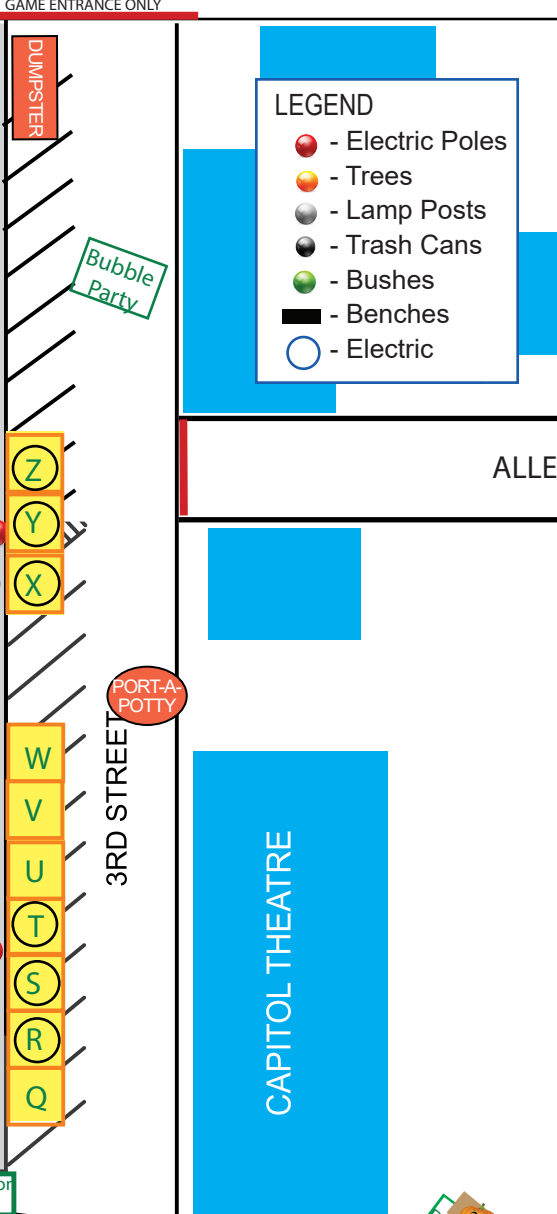 GAME ENTRANCE ONLY
DUMPSTER
LEGEND
- Electric Poles
- Trees
- Lamp Posts
- Trash Cans
- Bushes
- Benches
- Electric
Bubble
Party
Z
Y
X
ALLE
PORT-A-
POTTY
3RD STREET
W
V
U
T
S
R
Q
CAPITOL THEATRE
or